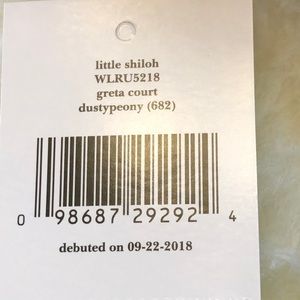 little shiloh
WLRU5218
greta court
dustypeony (682)
0 98687 29292 4
debuted on 09-22-2018